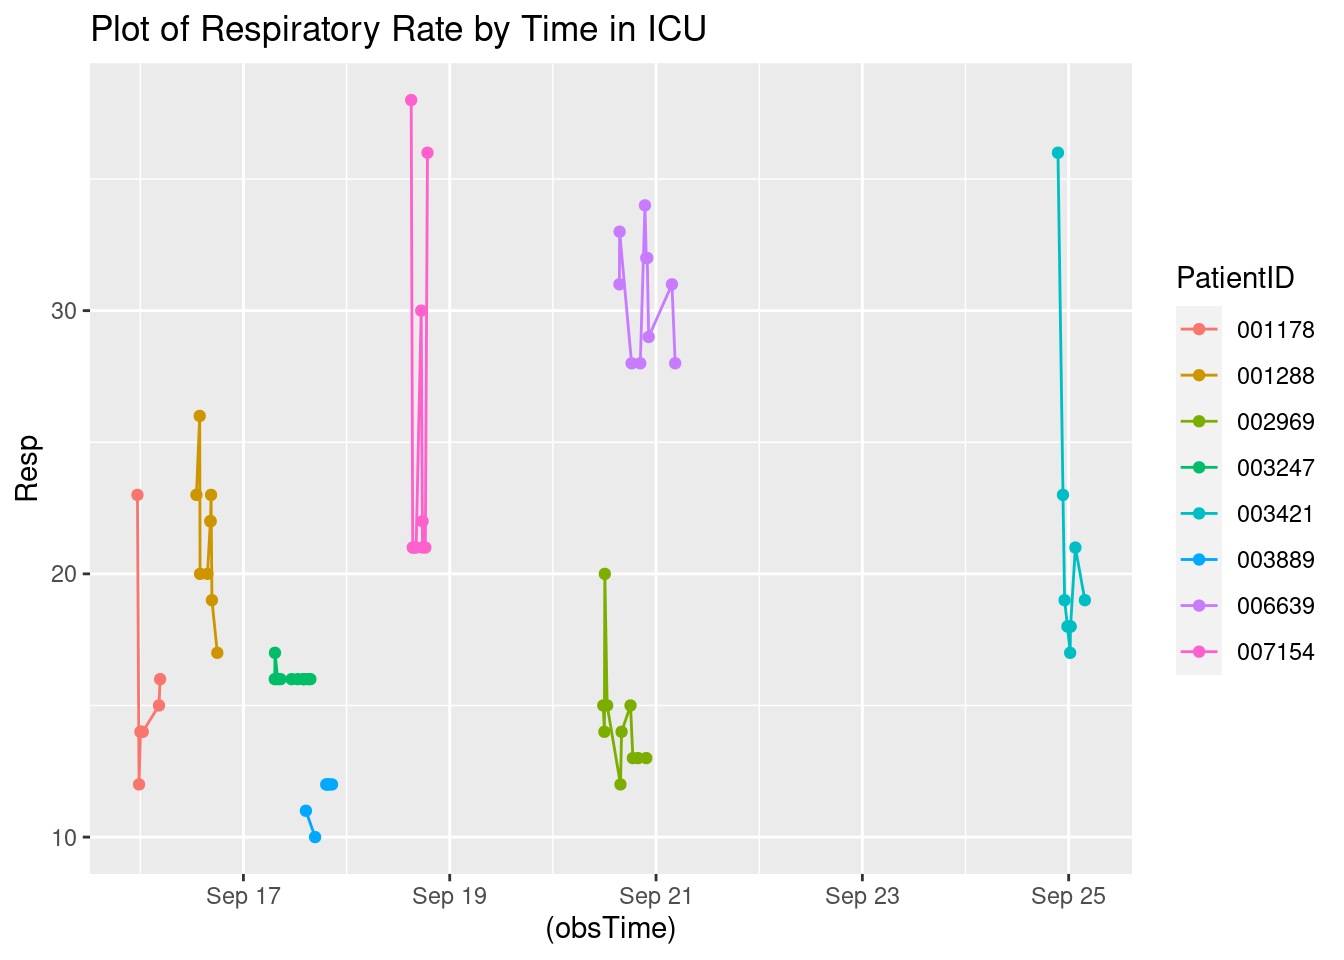 Plot of Respiratory Rate by Time in ICU
Resp
30
20
10
Sep 17
Sep 19
Sep 21
Sep 23
Sep 25
(obsTime)
PatientID
001178
001288
002969
003247
003421
003889
006639
007154